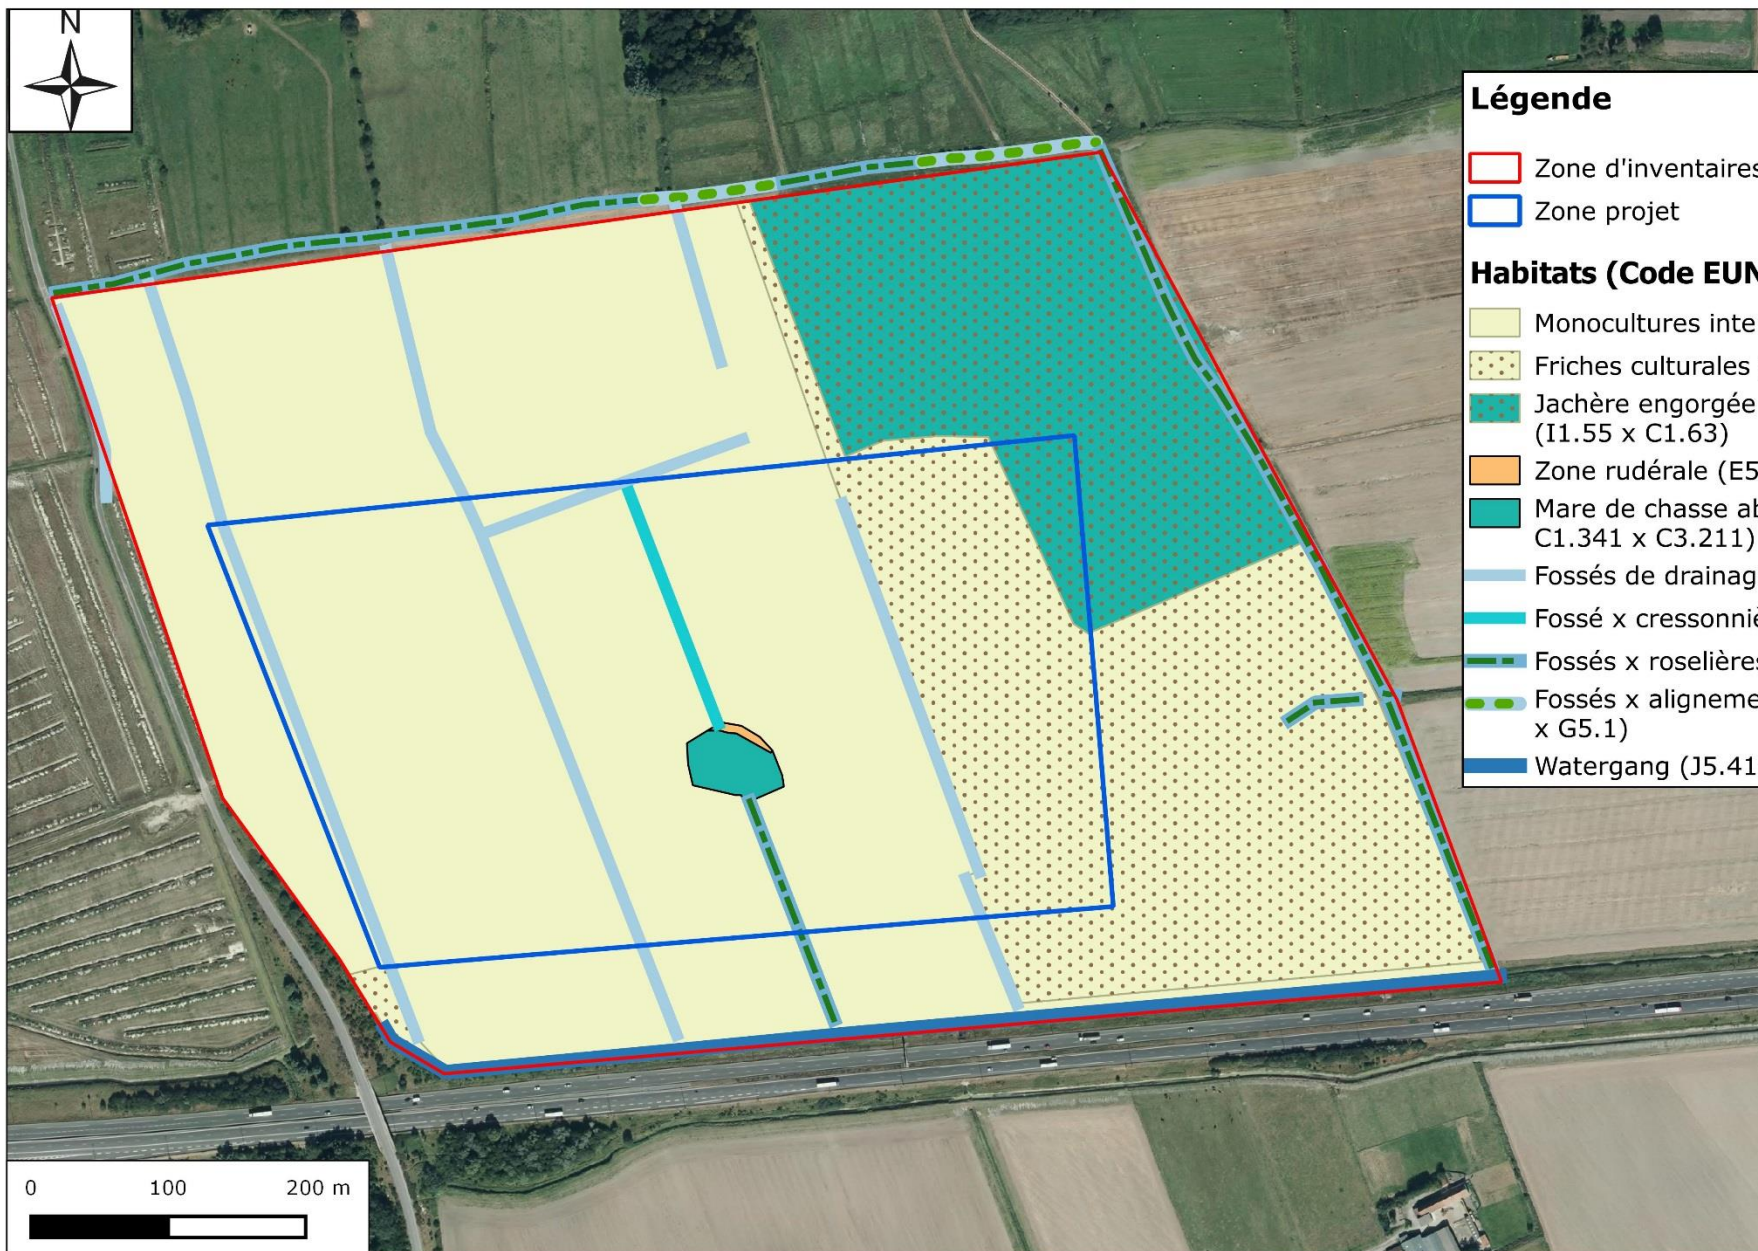 N
Légende
Zone d'inventaires
Zone projet
Habitats (Code EUN
Monocultures inte
Friches culturales
Jachère engorgée
(I1.55 x C1.63)
Zone rudérale (E5
Mare de chasse ab
C1.341 x C3.211)
Fossés de drainag
Fossé x cressonniè
Fossés x roselières
Fossés x aligneme
x G5.1)
Watergang (J5.41
0 100 200 m